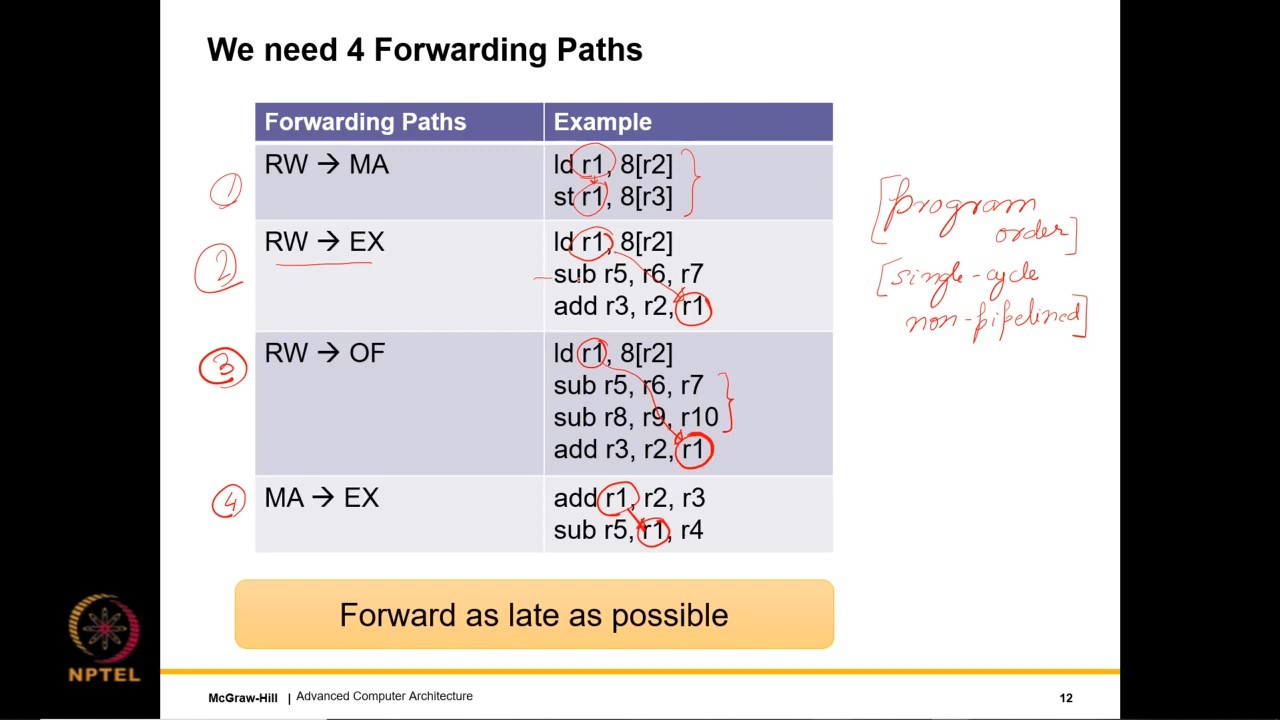 We need 4 Forwarding Paths
Forwarding Paths Example
1 RW → MA ld r1, 8[r2]
st r1, 8[r3]
2 RW → EX ld r1, 8[r2]
sub r5, r6, r7
add r3, r2, r1
3 RW → OF ld r1, 8[r2]
sub r5, r6, r7
sub r8, r9, r10
add r3, r2, r1
4 MA → EX add r1, r2, r3
sub r5, r1, r4
[program
order]
[single-cycle
non-pipelined]
Forward as late as possible
NPTEL
McGraw-Hill | Advanced Computer Architecture 12